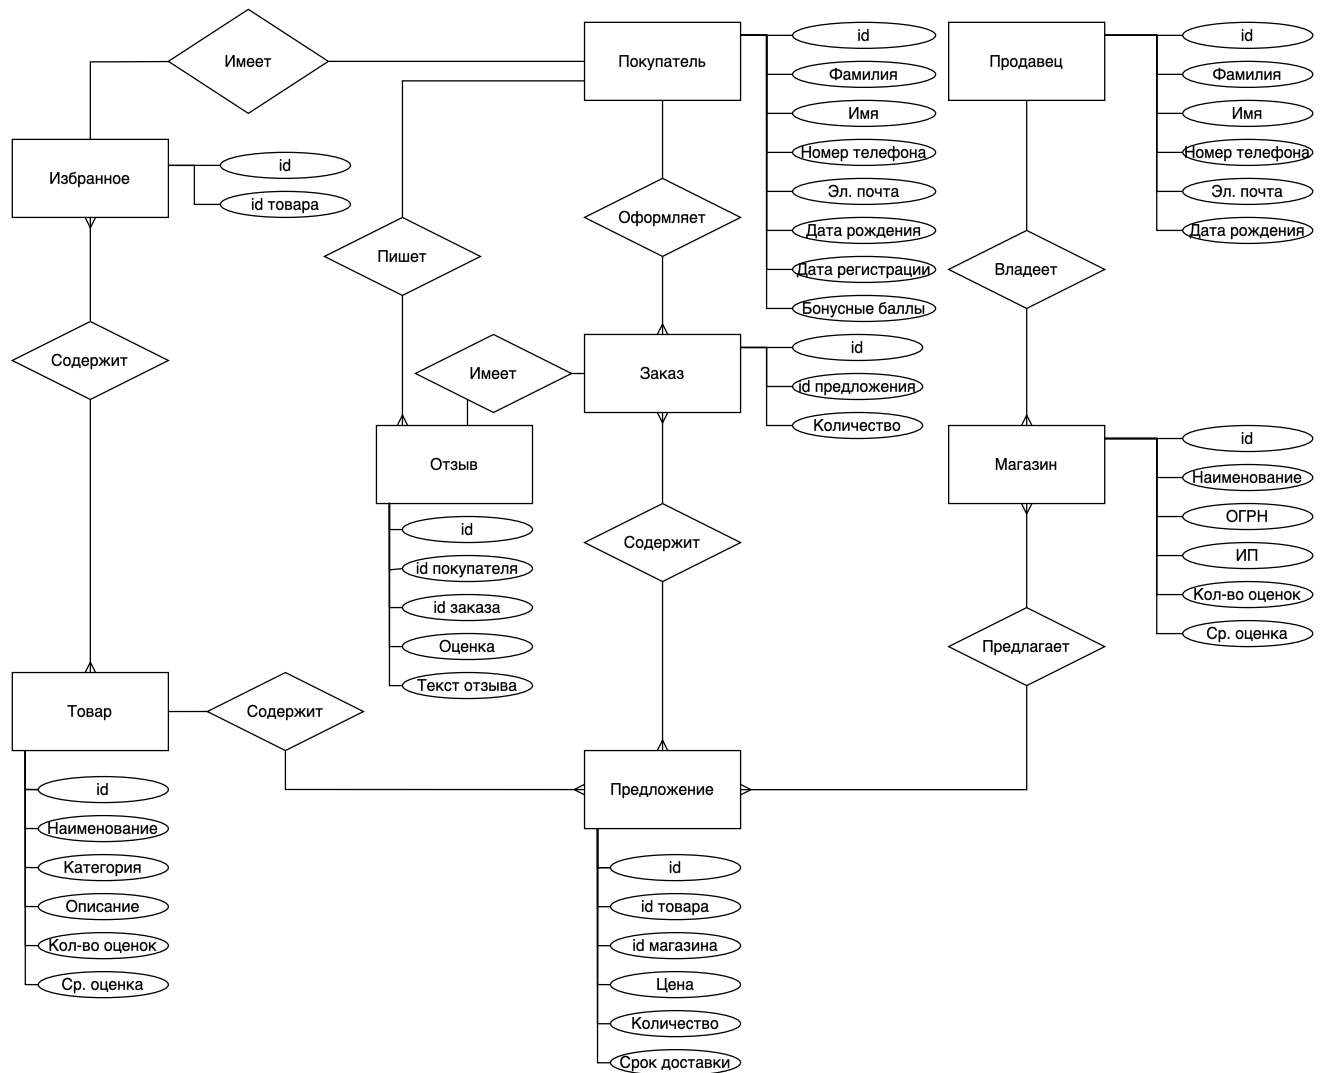 Имеет
Покупатель
id
Фамилия
Имя
Номер телефона
Эл. почта
Дата рождения
Дата регистрации
Бонусные баллы
Продавец
id
Фамилия
Имя
Номер телефона
Эл. почта
Дата рождения
Избранное
id
id товара
Пишет
Оформляет
Владеет
Содержит
Имеет
Заказ
id
id предложения
Количество
Отзыв
id
id покупателя
id заказа
Оценка
Текст отзыва
Магазин
id
Наименование
ОГРН
ИП
Кол-во оценок
Ср. оценка
Содержит
Предлагает
Товар
id
Наименование
Категория
Описание
Кол-во оценок
Ср. оценка
Содержит
Предложение
id
id товара
id магазина
Цена
Количество
Срок доставки